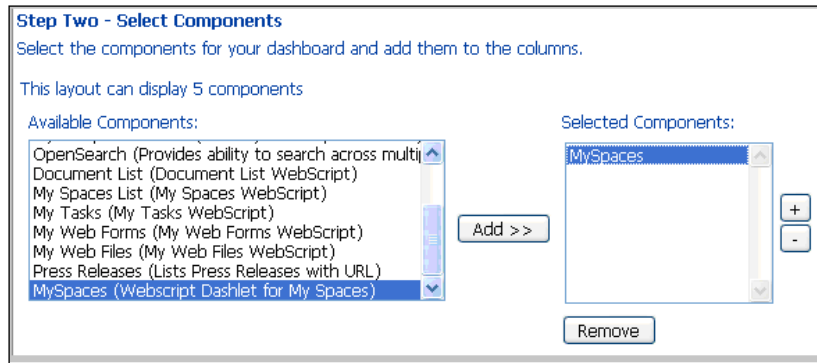 Step Two - Select Components
Select the components for your dashboard and add them to the columns.
This layout can display 5 components
Available Components:
OpenSearch (Provides ability to search across multi
Document List (Document List WebScript)
My Spaces List (My Spaces WebScript)
My Tasks (My Tasks WebScript)
My Web Forms (My Web Forms WebScript)
My Web Files (My Web Files WebScript)
Press Releases (Lists Press Releases with URL)
MySpaces (Webscript Dashlet for My Spaces)
Add >>
Selected Components:
MySpaces
+
-
Remove